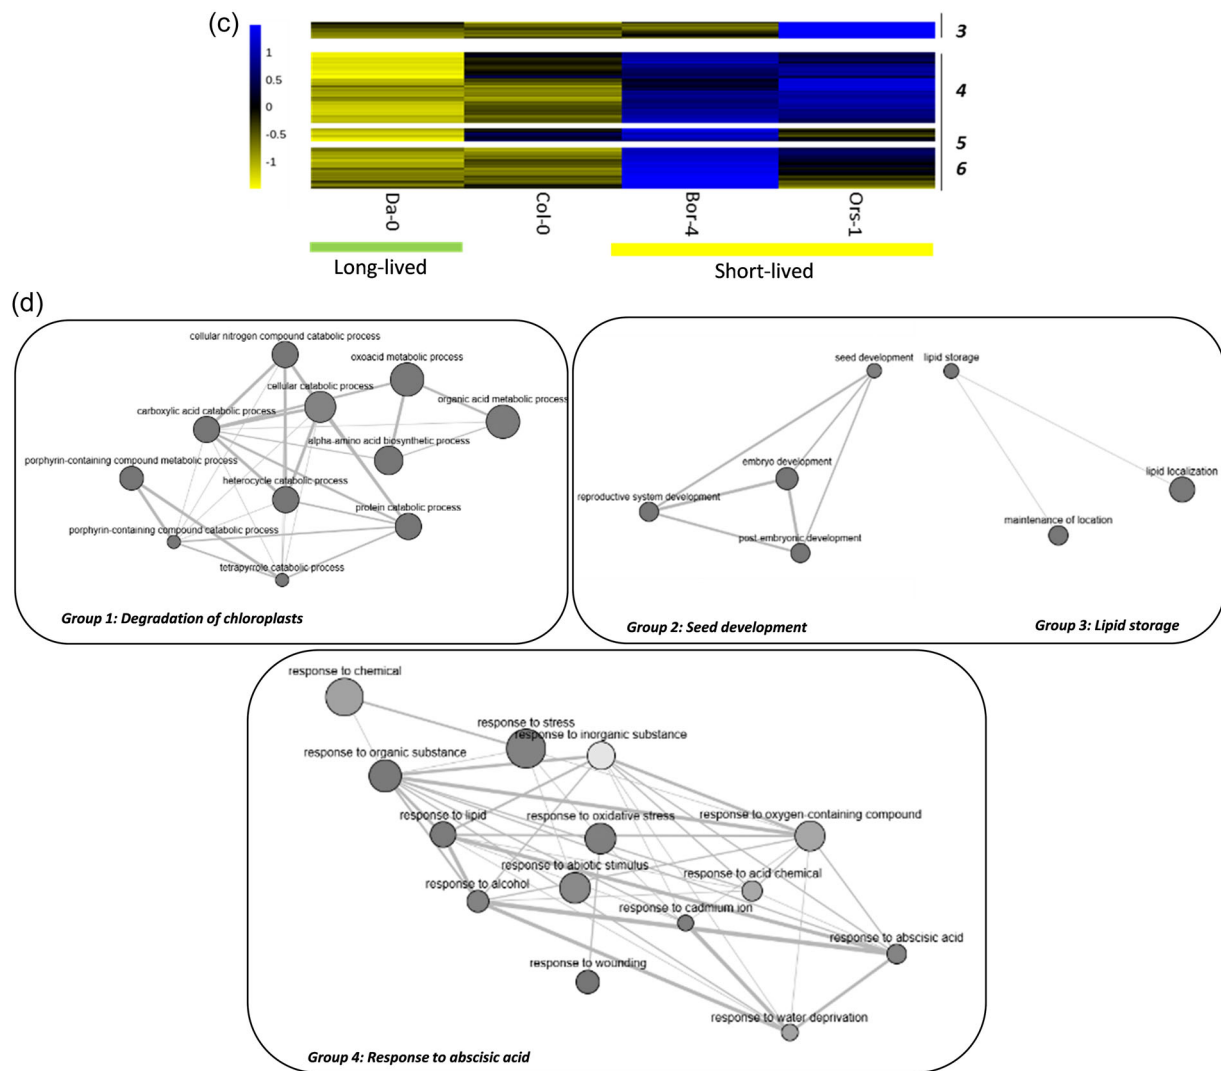 (c)
1
0.5
0
-0.5
-1
3
4
5
6
Da-0
Col-0
Bor-4
Ors-1
Long-lived
Short-lived
(d)
cellular nitrogen compound catabolic process
oxoacid metabolic process
cellular catabolic process
organic acid metabolic process
carboxylic acid catabolic process
alpha-amino acid biosynthetic process
porphyrin-containing compound metabolic process
heterocycle catabolic process
protein catabolic process
porphyrin-containing compound catabolic process
tetrapyrrole catabolic process
Group 1: Degradation of chloroplasts
seed development
lipid storage
embryo development
lipid localization
reproductive system development
maintenance of location
post embryonic development
Group 2: Seed development
Group 3: Lipid storage
response to chemical
response to stress
response to inorganic substance
response to organic substance
response to lipid
response to oxidative stress
response to oxygen-containing compound
response to abiotic stimulus
response to acid chemical
response to alcohol
response to cadmium ion
response to abscisic acid
response to wounding
response to water deprivation
Group 4: Response to abscisic acid